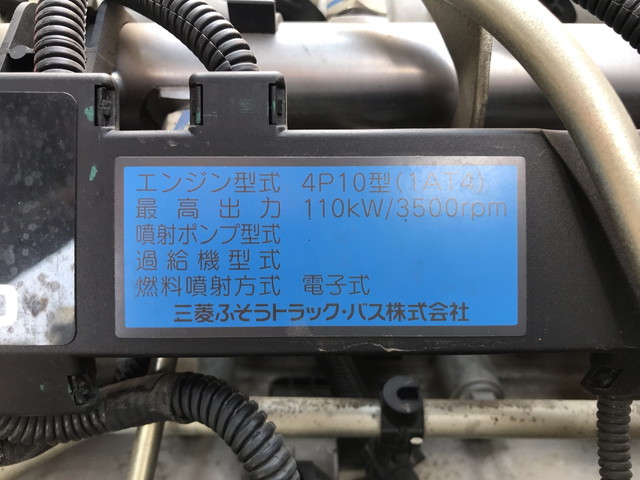 エンジン型式 4P10型(1AT4)
最高出力 110kW/3500rpm
噴射ポンプ型式
過給機型式
燃料噴射方式 電子式
三菱ふそうトラック・バス株式会社